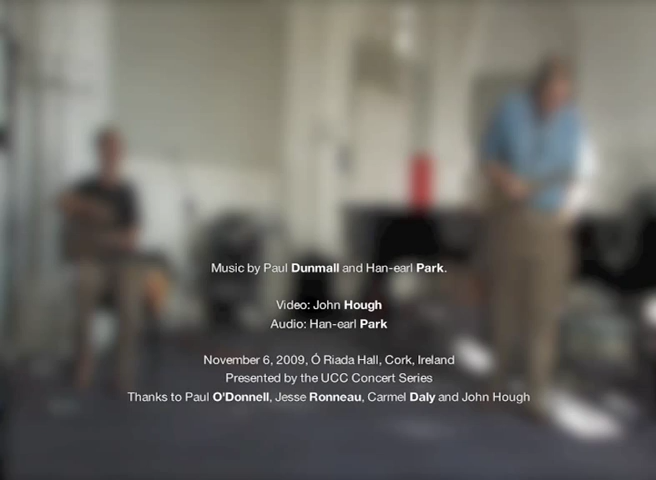 Music by Paul Dunmall and Han-earl Park.
Video: John Hough
Audio: Han-earl Park
November 6, 2009, Ó Riada Hall, Cork, Ireland
Presented by the UCC Concert Series
Thanks to Paul O'Donnell, Jesse Ronneau, Carmel Daly and John Hough